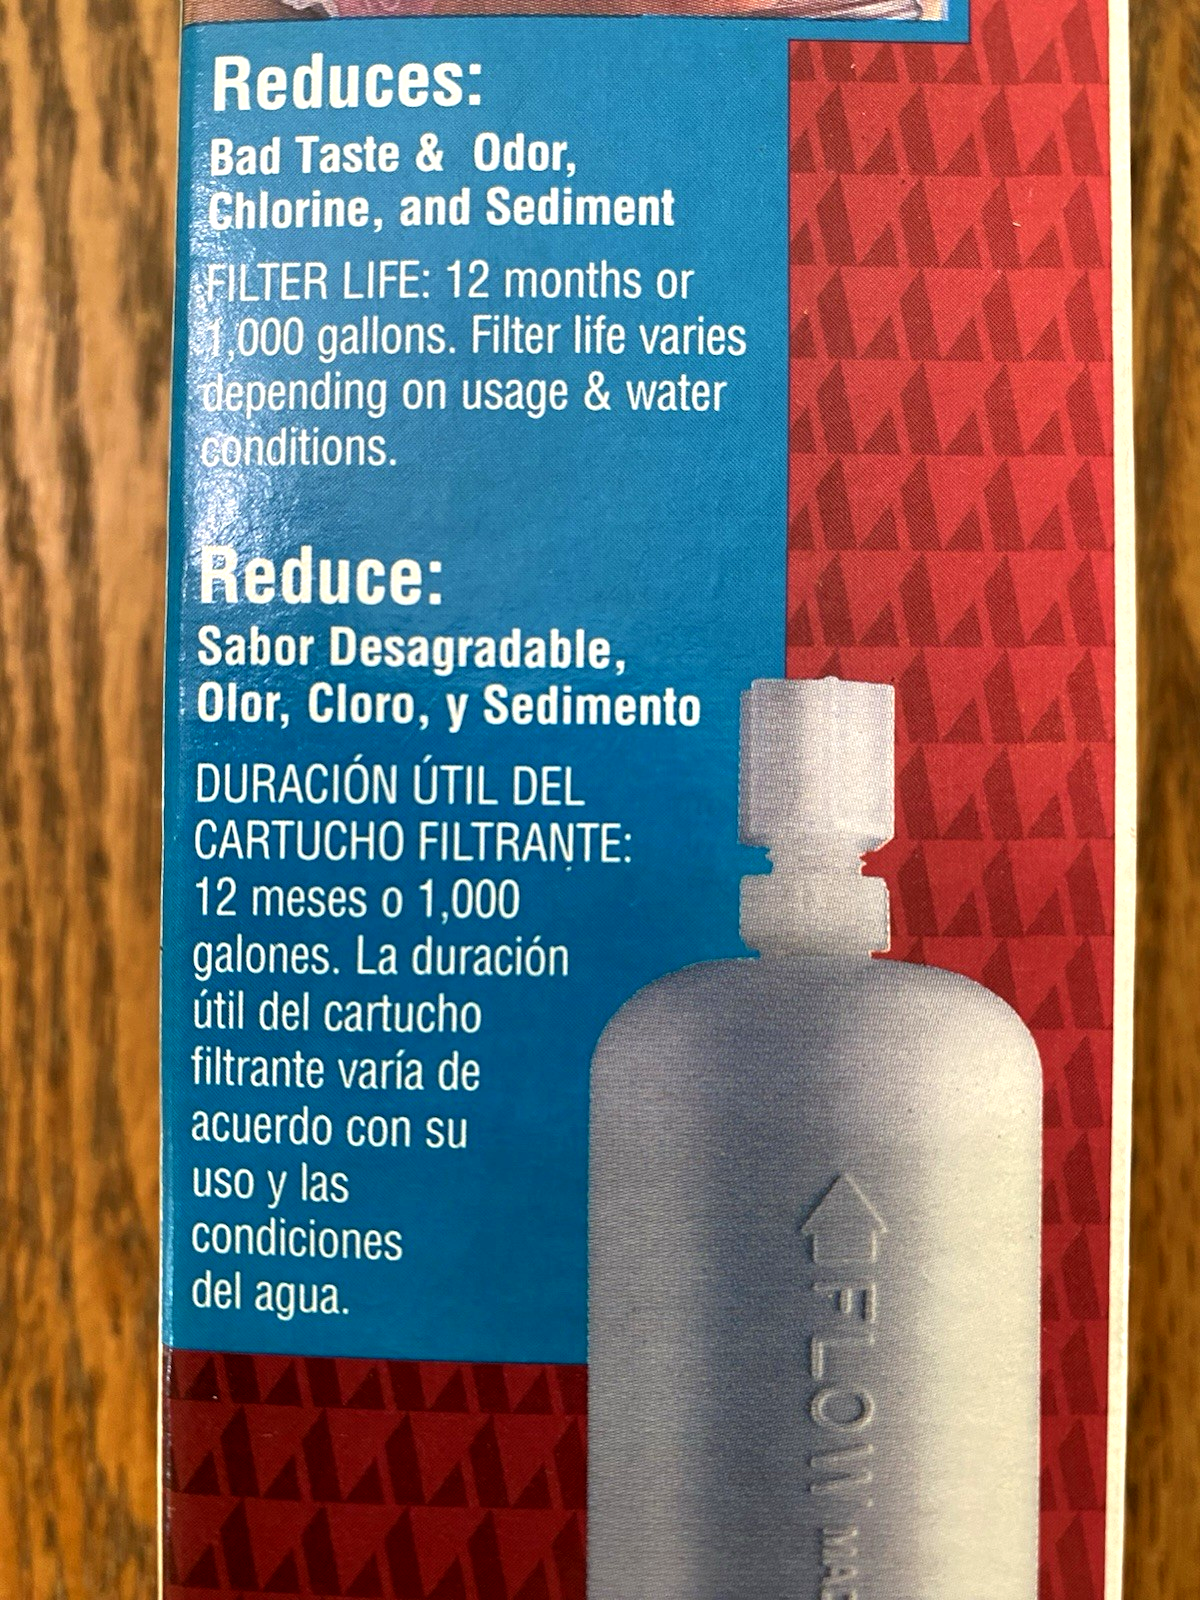 Reduces:
Bad Taste & Odor,
Chlorine, and Sediment
FILTER LIFE: 12 months or
1,000 gallons. Filter life varies
depending on usage & water
conditions.
Reduce:
Sabor Desagradable,
Olor, Cloro, y Sedimento
DURACIÓN ÚTIL DEL
CARTUCHO FILTRANTE:
12 meses o 1,000
galones. La duración
útil del cartucho
filtrante varía de
acuerdo con su
uso y las
condiciones
del agua.
FLOW